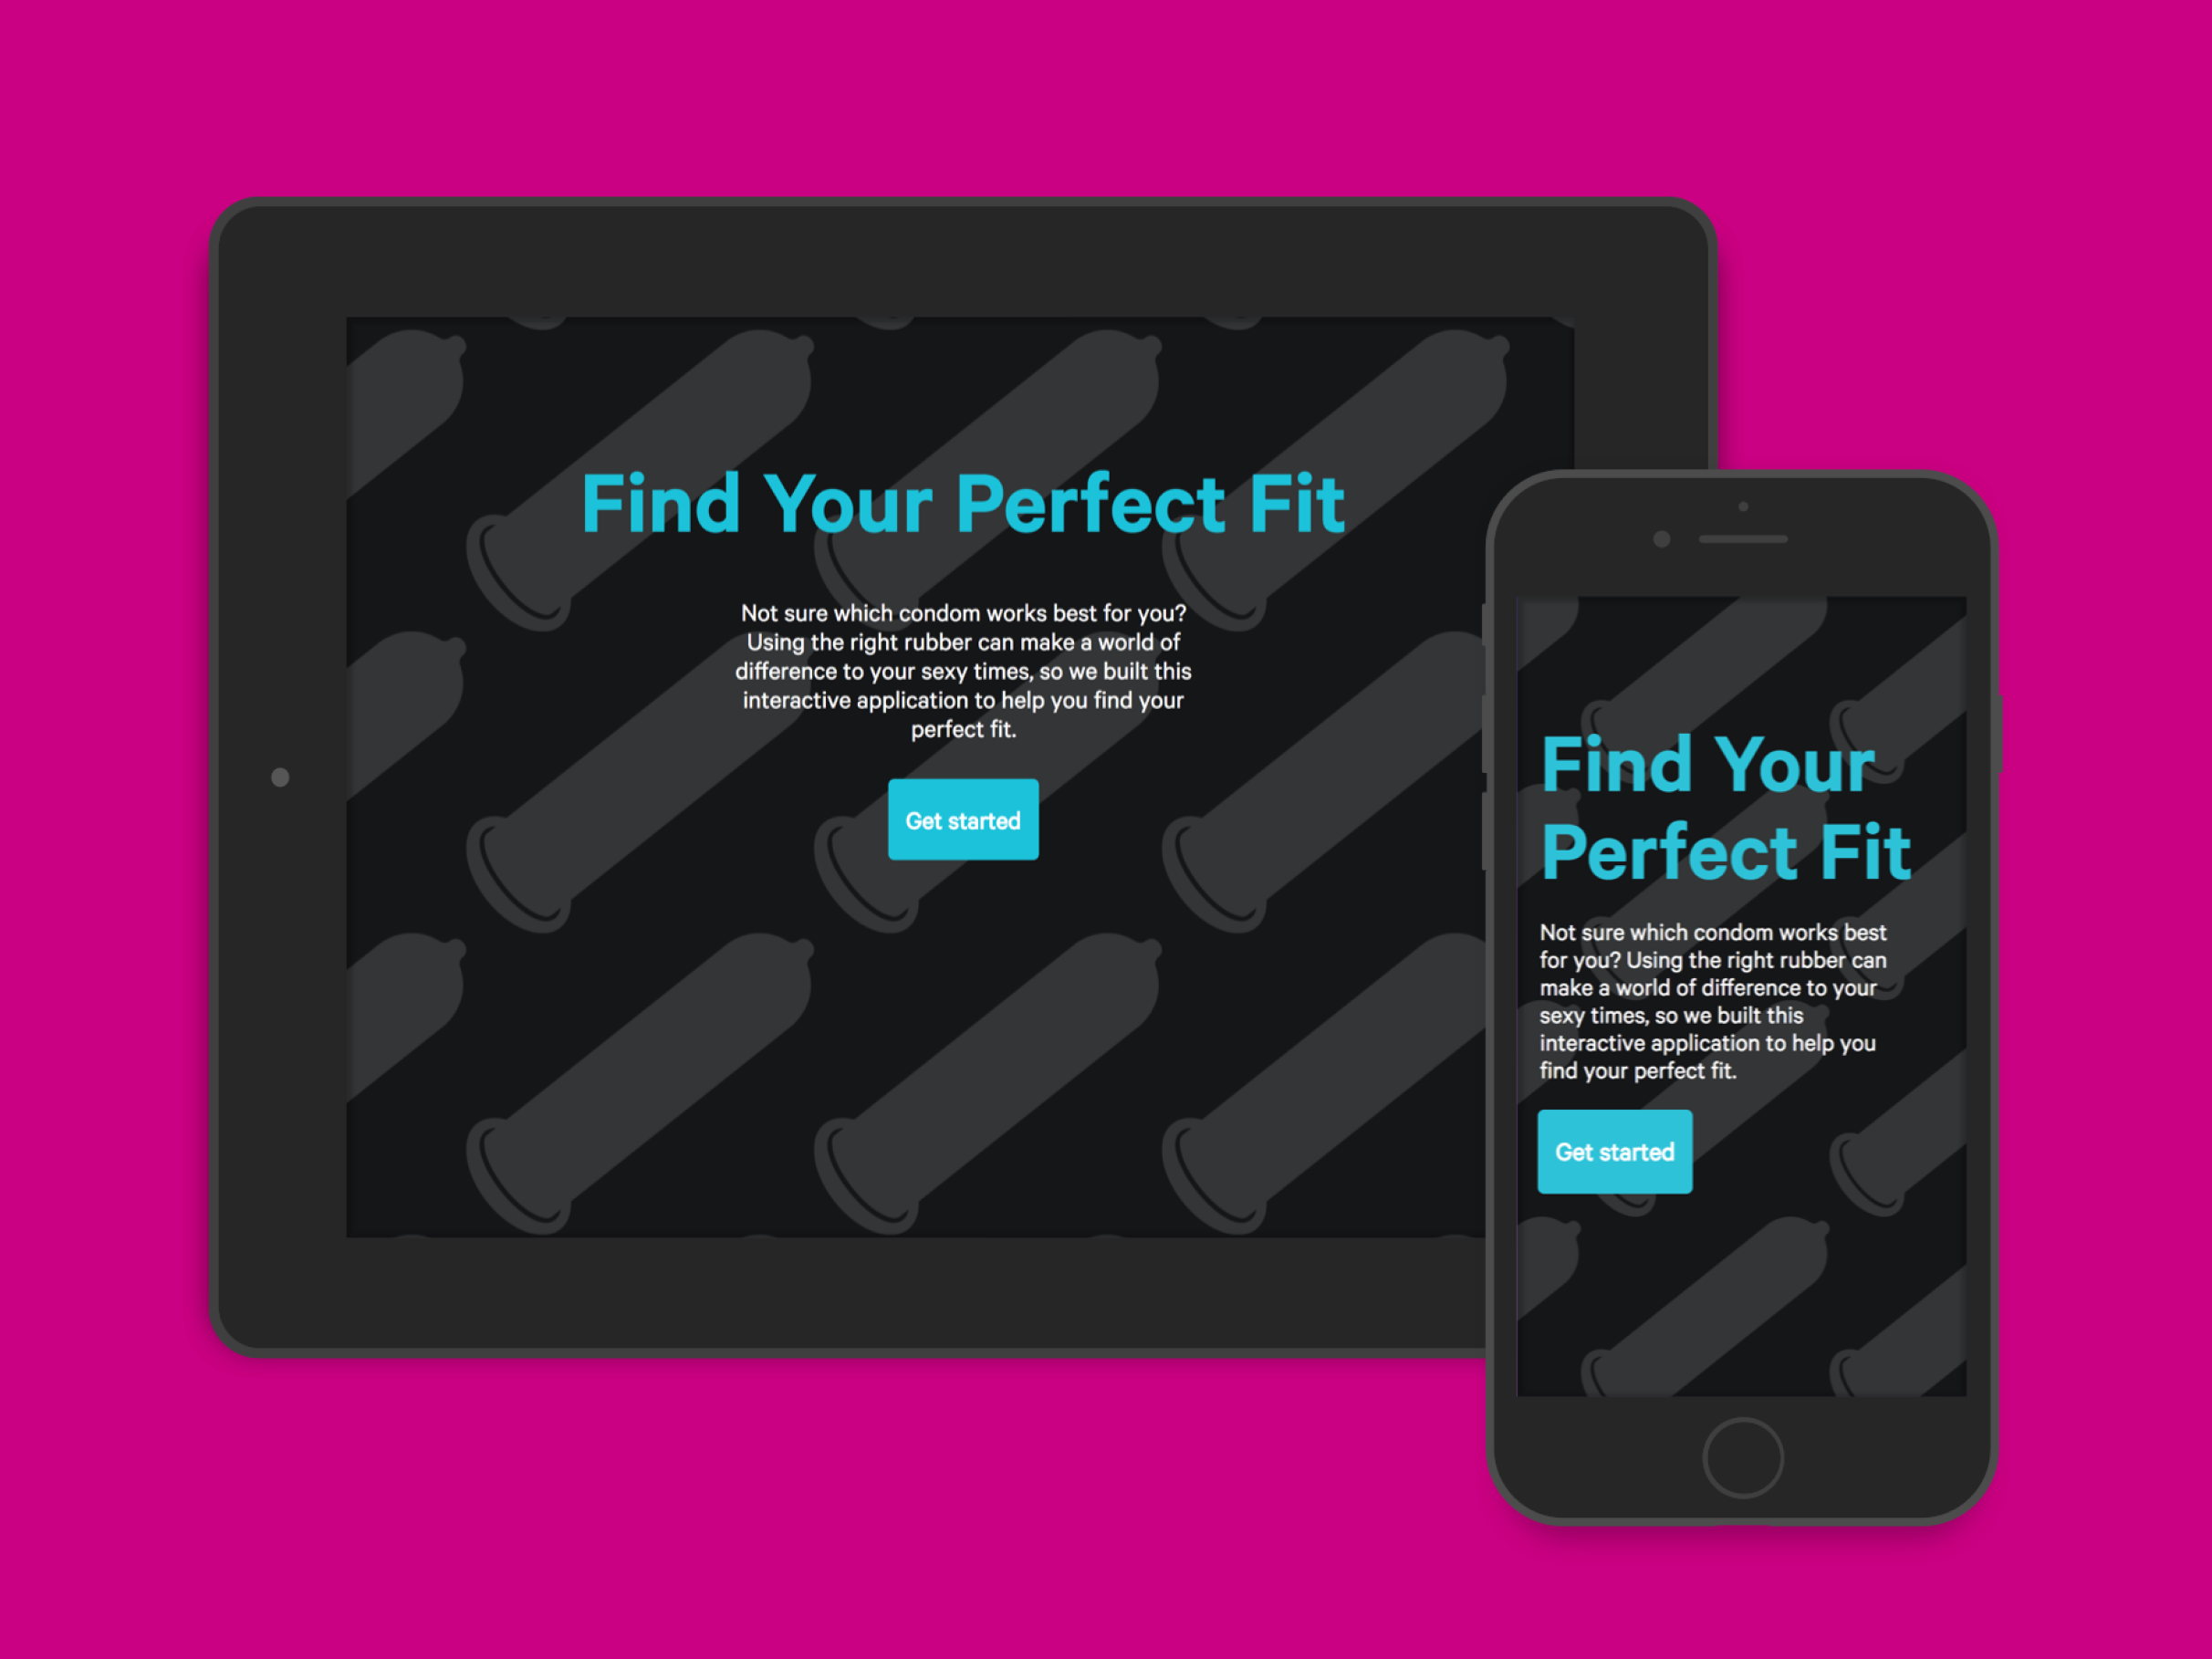 Find Your Perfect Fit
Not sure which condom works best for you?
Using the right rubber can make a world of
difference to your sexy times, so we built this
interactive application to help you find your
perfect fit.
Get started
Find Your
Perfect Fit
Not sure which condom works best
for you? Using the right rubber can
make a world of difference to your
sexy times, so we built this
interactive application to help you
find your perfect fit.
Get started